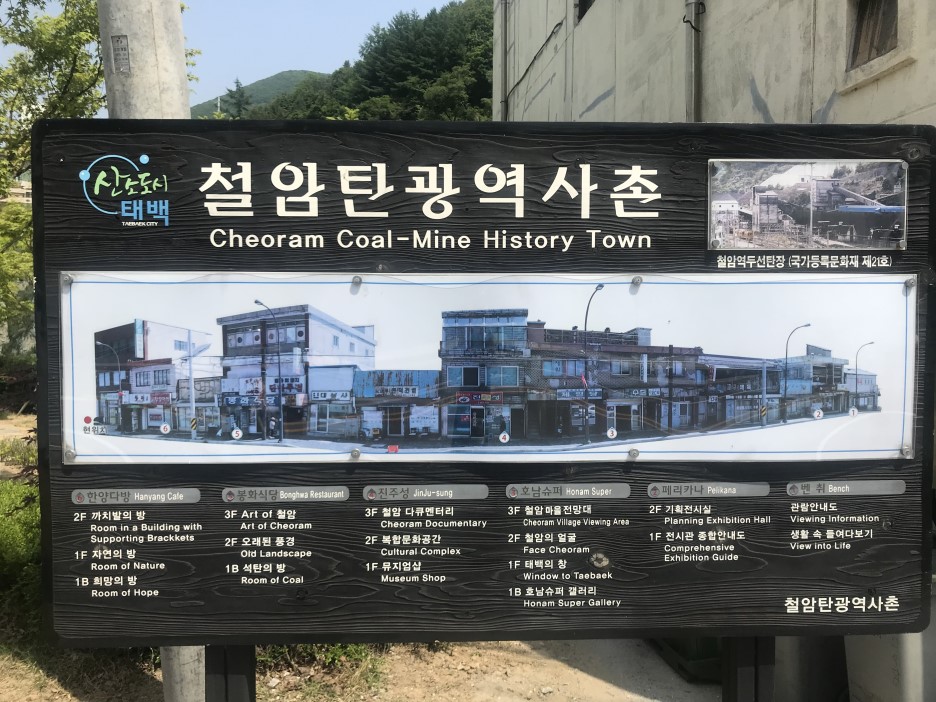 산소도시
태백
TAEBAEK CITY
철암탄광역사촌
Cheoram Coal-Mine History Town
철암역두선탄장 (국가등록문화재 제21호)
현위치
6
5
4
3
2
1
한양다방 Hanyang Cafe
2F 까치발의 방
Room in a Building with
Supporting Brackkets
1F 자연의 방
Room of Nature
1B 희망의 방
Room of Hope
봉화식당 Bonghwa Restaurant
3F Art of 철암
Art of Cheoram
2F 오래된 풍경
Old Landscape
1B 석탄의 방
Room of Coal
진주성 JinJu-sung
3F 철암 다큐멘터리
Cheoram Documentary
2F 복합문화공간
Cultural Complex
1F 뮤지엄샵
Museum Shop
호남슈퍼 Honam Super
3F 철암마을전망대
Cheoram Village Viewing Area
2F 철암의 얼굴
Face Cheoram
1F 태백의 창
Window to Taebaek
1B 호남슈퍼 갤러리
Honam Super Gallery
페리카나 Pelikana
2F 기획전시실
Planning Exhibition Hall
1F 전시관 종합안내도
Comprehensive
Exhibition Guide
벤 취 Bench
관람안내도
Viewing Information
생활 속 들여다보기
View into Life
철암탄광역사촌